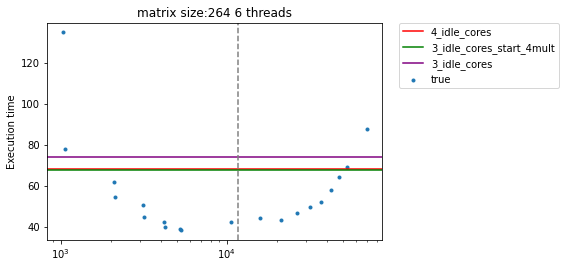 matrix size:264 6 threads
Execution time
120
100
80
60
40
10³
10⁴
4_idle_cores
3_idle_cores_start_4mult
3_idle_cores
true